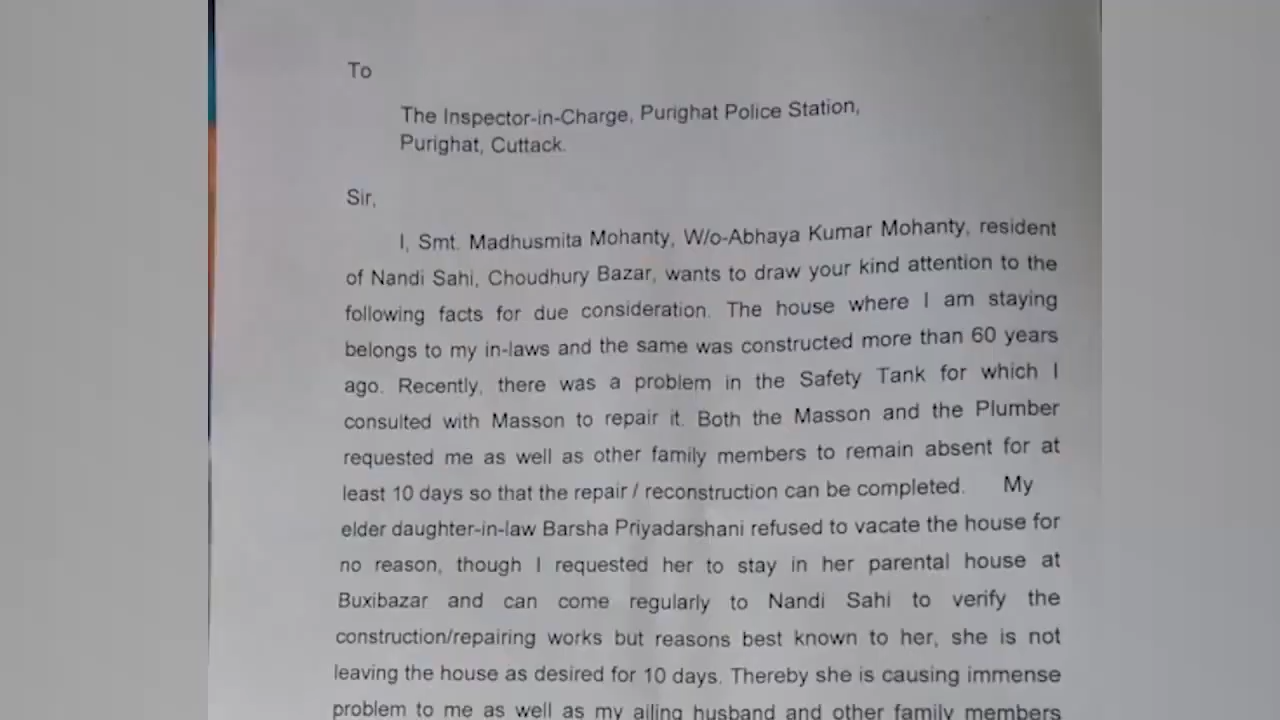 To
The Inspector-in-Charge, Purighat Police Station,
Purighat, Cuttack.
Sir,
I, Smt. Madhusmita Mohanty, W/o-Abhaya Kumar Mohanty, resident
of Nandi Sahi, Choudhury Bazar, wants to draw your kind attention to the
following facts for due consideration. The house where I am staying
belongs to my in-laws and the same was constructed more than 60 years
ago. Recently, there was a problem in the Safety Tank for which I
consulted with Masson to repair it. Both the Masson and the Plumber
requested me as well as other family members to remain absent for at
least 10 days so that the repair / reconstruction can be completed. My
elder daughter-in-law Barsha Priyadarshani refused to vacate the house for
no reason, though I requested her to stay in her parental house at
Buxibazar and can come regularly to Nandi Sahi to verify the
construction/repairing works but reasons best known to her, she is not
leaving the house as desired for 10 days. Thereby she is causing immense
problem to me as well as my ailing husband and other family members